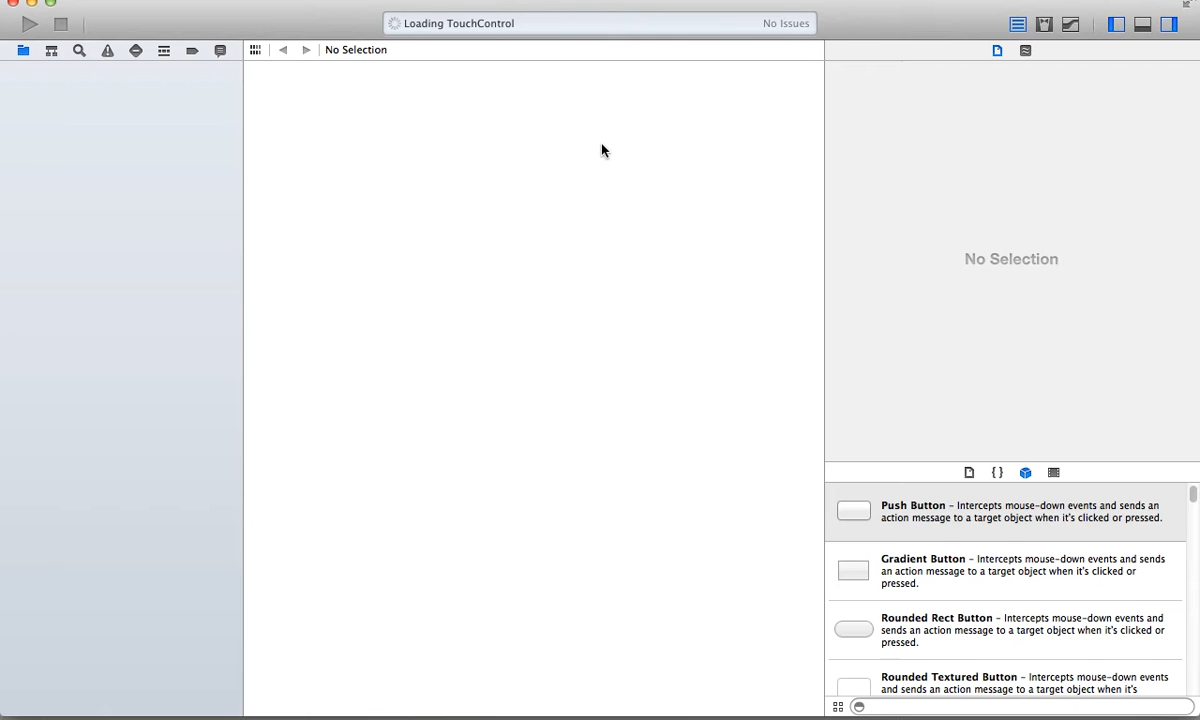 Loading TouchControl
No Issues
No Selection
No Selection
{ }
Push Button – Intercepts mouse-down events and sends an
action message to a target object when it's clicked or pressed.
Gradient Button – Intercepts mouse-down events and sends
an action message to a target object when it's clicked or
pressed.
Rounded Rect Button – Intercepts mouse-down events and
sends an action message to a target object when it's clicked or
pressed.
Rounded Textured Button – Intercepts mouse-down events
and sends an action message to a target object when it's